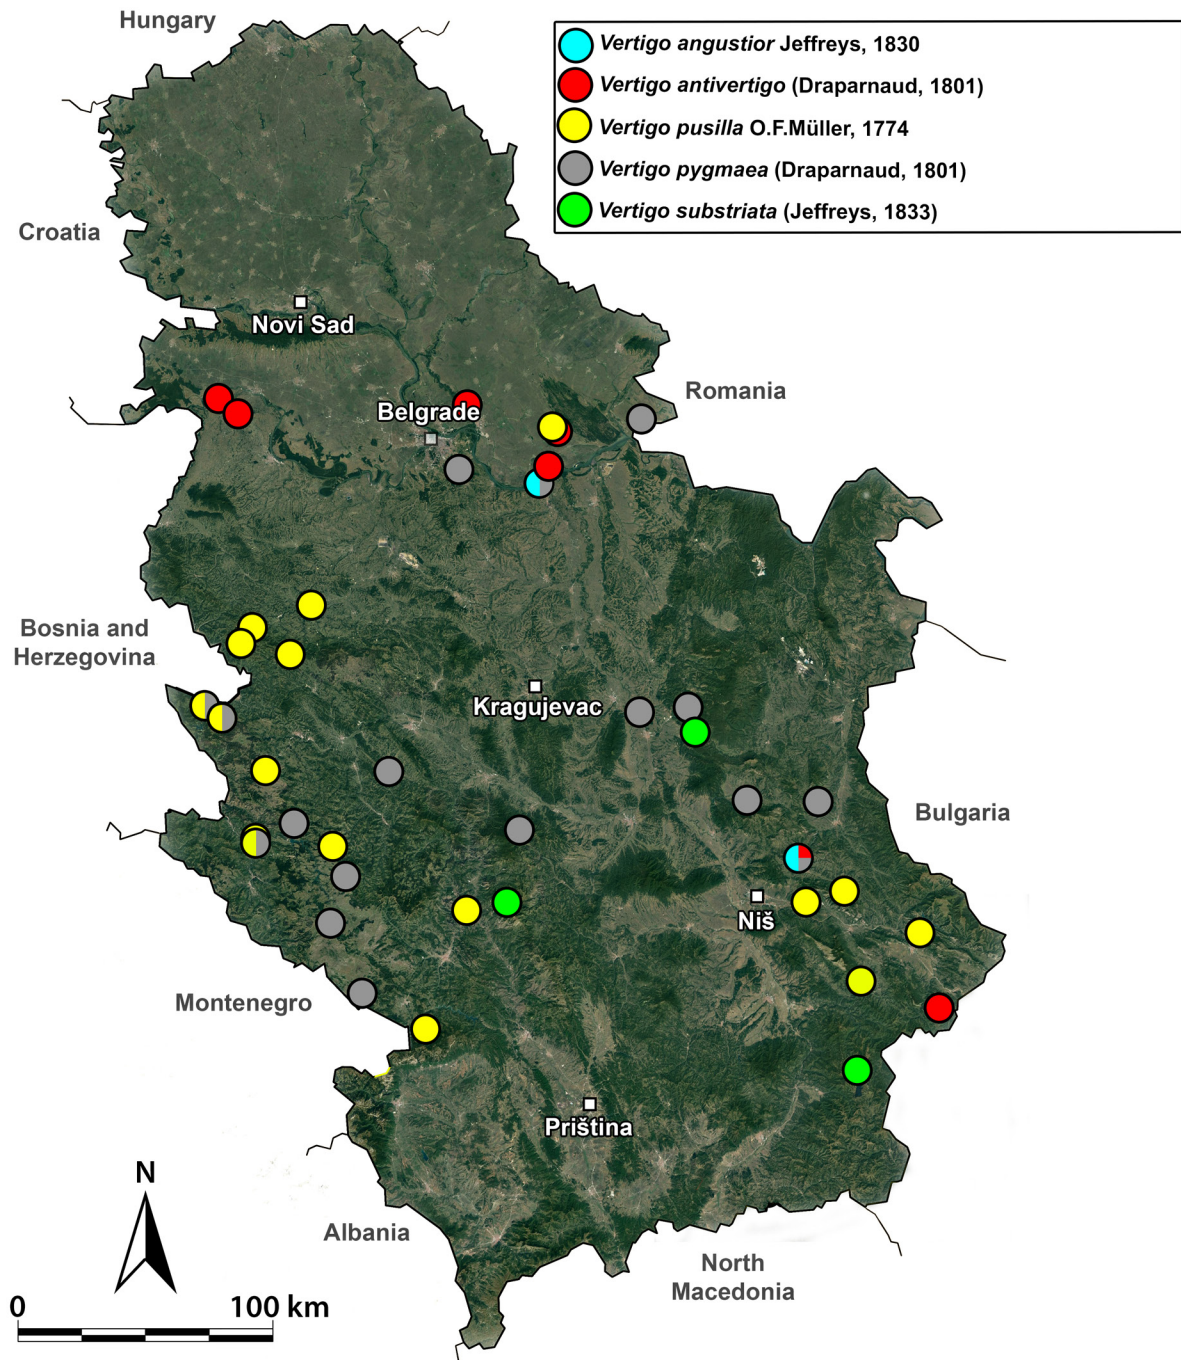 Hungary
Vertigo angustior Jeffreys, 1830
Vertigo antivertigo (Draparnaud, 1801)
Vertigo pusilla O.F.Müller, 1774
Vertigo pygmaea (Draparnaud, 1801)
Vertigo substriata (Jeffreys, 1833)
Croatia
Novi Sad
Romania
Belgrade
Bosnia and
Herzegovina
Kragujevac
Bulgaria
Niš
Montenegro
Priština
N
Albania
North
Macedonia
0 100 km